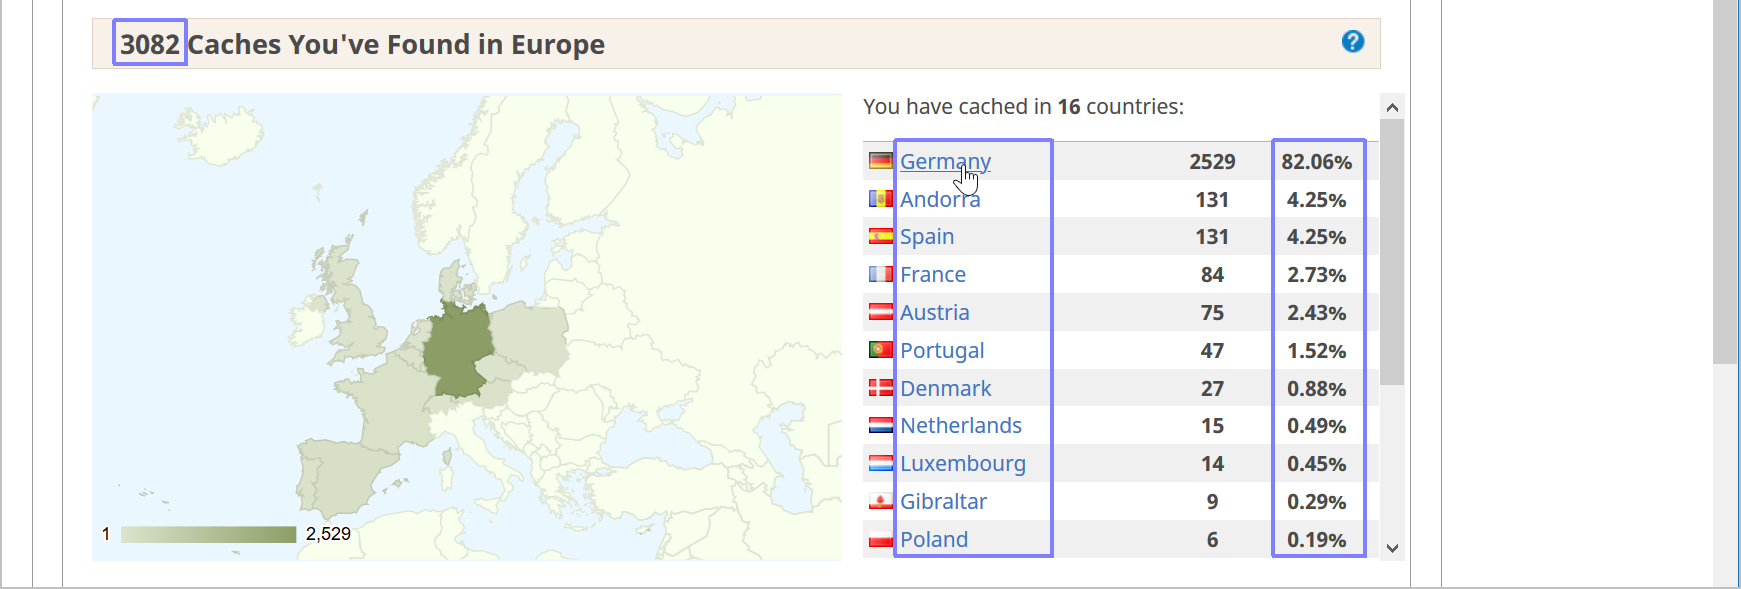 3082 Caches You've Found in Europe
?
You have cached in 16 countries:
Germany 2529 82.06%
Andorra 131 4.25%
Spain 131 4.25%
France 84 2.73%
Austria 75 2.43%
Portugal 47 1.52%
Denmark 27 0.88%
Netherlands 15 0.49%
Luxembourg 14 0.45%
Gibraltar 9 0.29%
Poland 6 0.19%
1 2,529